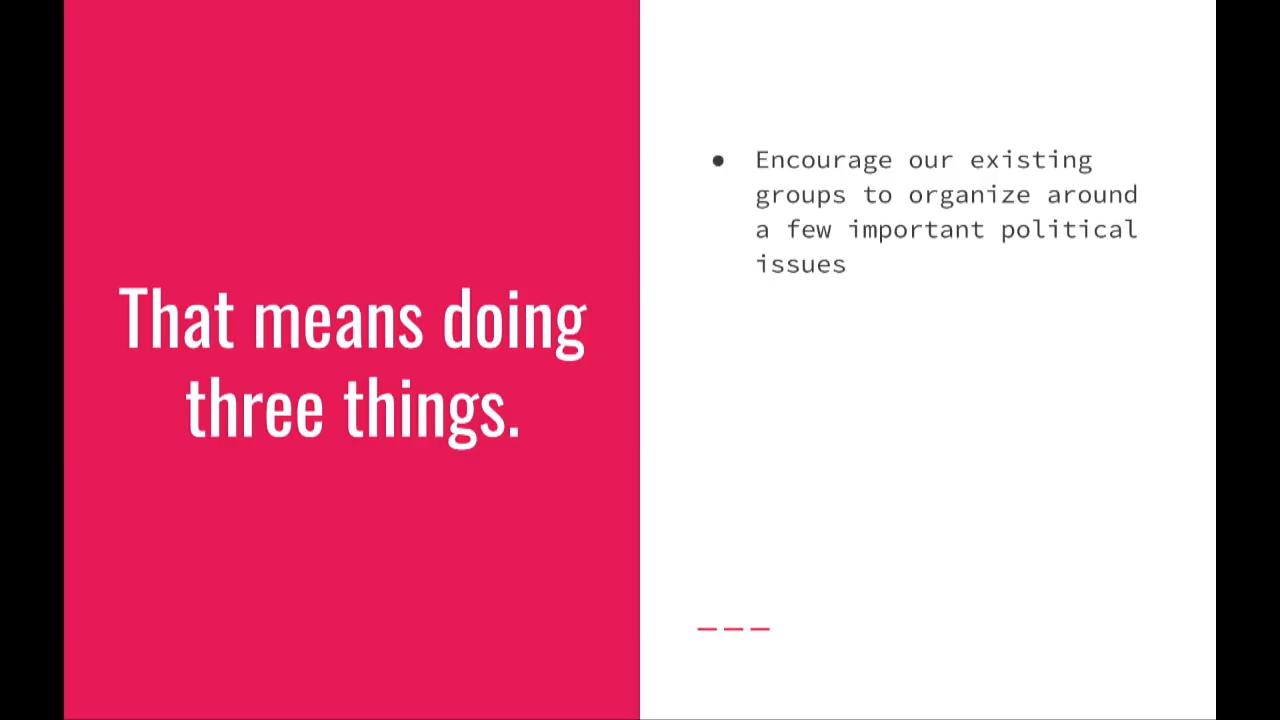 That means doing
three things.
● Encourage our existing
groups to organize around
a few important political
issues